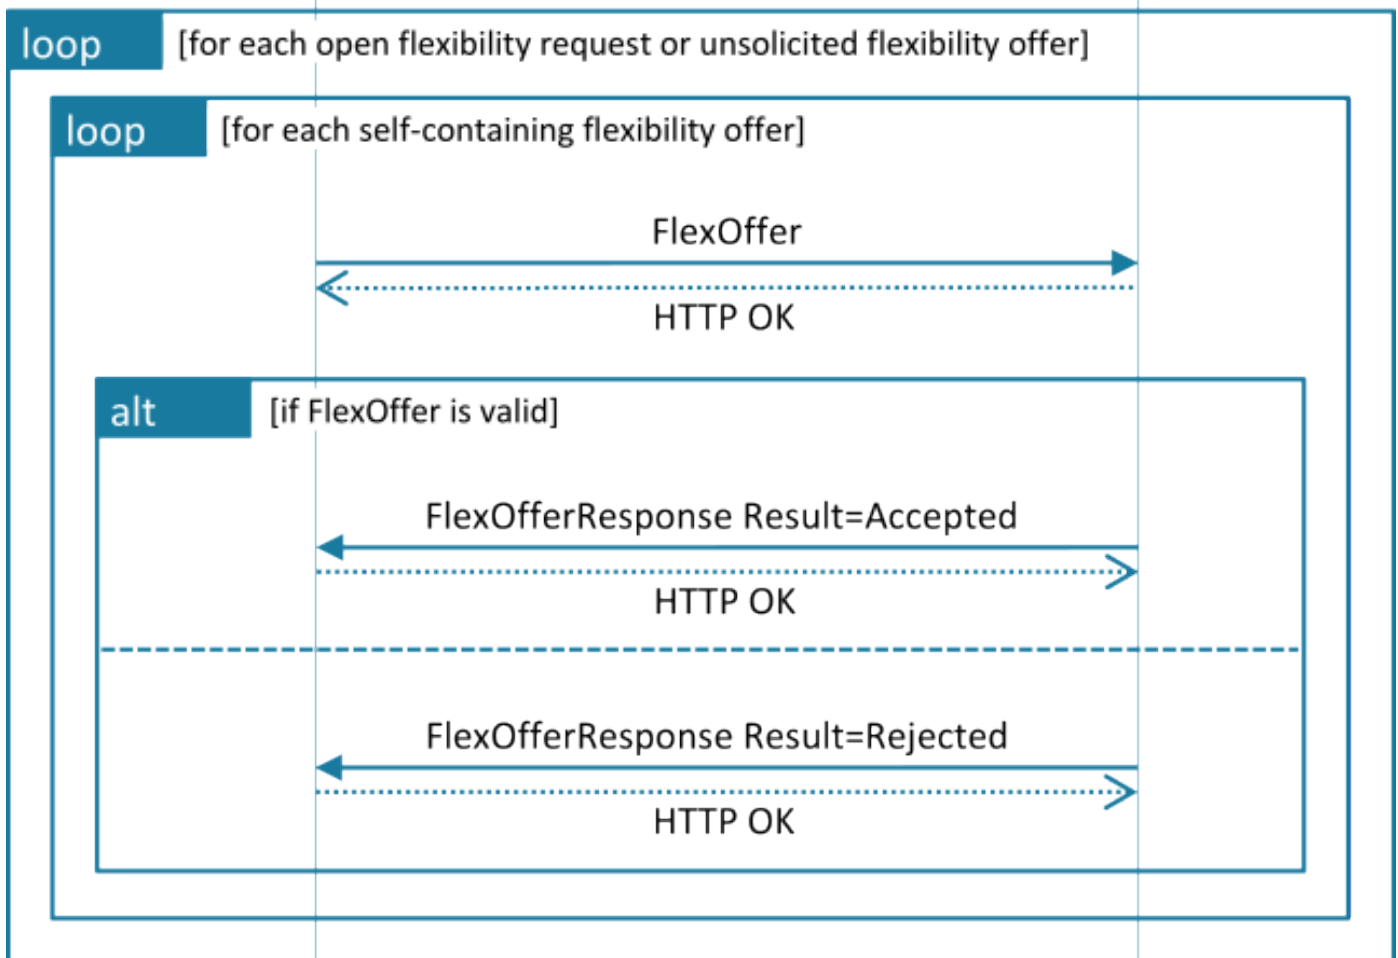 loop [for each open flexibility request or unsolicited flexibility offer]
loop [for each self-containing flexibility offer]
FlexOffer
HTTP OK
alt [if FlexOffer is valid]
FlexOfferResponse Result=Accepted
HTTP OK
FlexOfferResponse Result=Rejected
HTTP OK